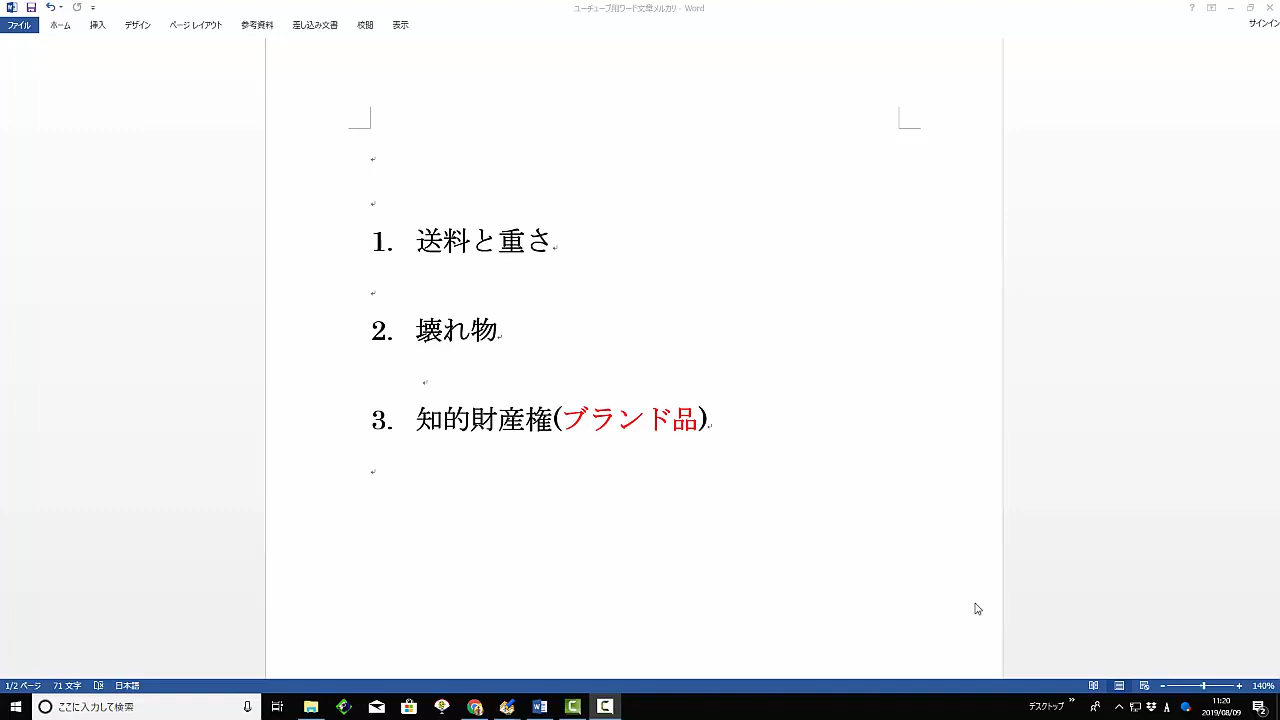 ユーチューブ用ワード文章メルカリ - Word
ファイル ホーム 挿入 デザイン ページ レイアウト 参考資料 差し込み文書 校閲 表示 サインイン
1. 送料と重さ
2. 壊れ物
3. 知的財産権(ブランド品)
1/2 ページ 71 文字 日本語 140%
ここに入力して検索 デスクトップ 11:20
2019/08/09